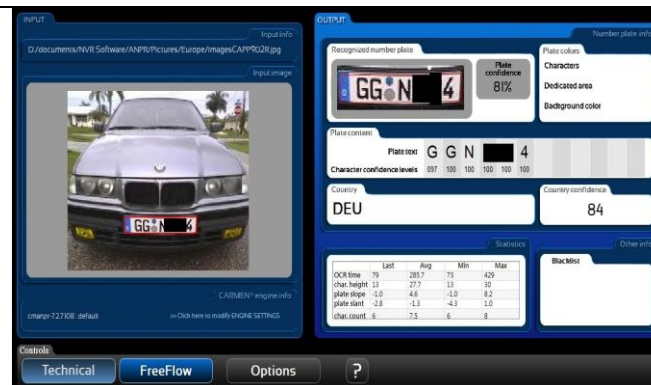 INPUT
Input info
D:/documents/NVR Software/ANPR/Pictures/Europe/imagesCAPP9D2R.jpg
Input image
GG N 4
CARMEN® engine info
cmanpr-7.27.108 : default
>> Click here to modify ENGINE SETTINGS
OUTPUT
Number plate info
Recognized number plate
GG N 4
Plate confidence
81%
Plate colors
Characters
Dedicated area
Background color
Plate content
Plate text G G N 4
Character confidence levels 097 100 100 100 100 100
Country
DEU
Country confidence
84
Statistics
Last Avg Min Max
OCR time 79 285.7 73 429
char. height 13 27.7 13 30
plate slope -1.0 4.6 -1.0 8.2
plate slant -2.8 -1.3 -4.3 1.0
char. count 6 7.5 6 8
Other info
Blacklist
Controls
Technical
FreeFlow
Options
?